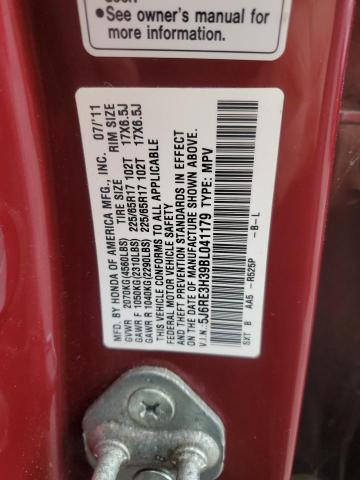 See owner's manual for
more information.
MFD. BY HONDA OF AMERICA MFG., INC. 07/'11
TIRE SIZE RIM SIZE
GVWR 2070KG(4560LBS)
GAWR F 1050KG(2310LBS) 225/65R17 102T 17X6.5J
GAWR R 1040KG(2290LBS) 225/65R17 102T 17X6.5J
THIS VEHICLE CONFORMS TO ALL APPLICABLE
FEDERAL MOTOR VEHICLE SAFETY
AND THEFT PREVENTION STANDARDS IN EFFECT
ON THE DATE OF MANUFACTURE SHOWN ABOVE.
V.I.N.: 5J6RE3H39BL041179 TYPE: MPV
SXT B AA5 -R525P -B-L